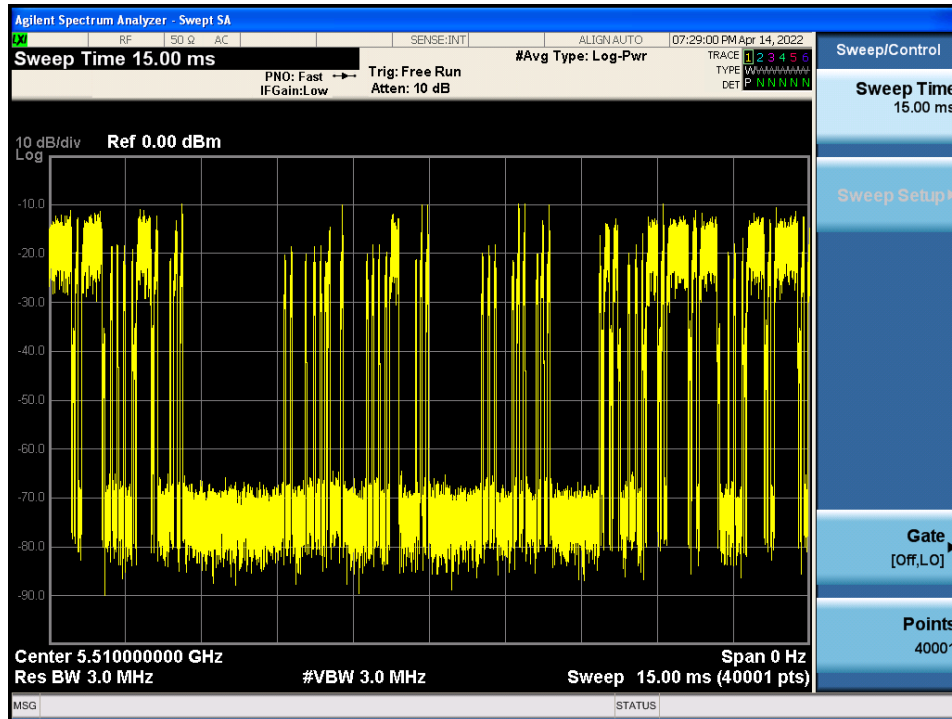 Agilent Spectrum Analyzer - Swept SA
LXI RF 50 Ω AC SENSE:INT ALIGN AUTO 07:29:00 PM Apr 14, 2022
Sweep Time 15.00 ms #Avg Type: Log-Pwr TRACE 1 2 3 4 5 6
PNO: Fast Trig: Free Run TYPE W
IFGain:Low Atten: 10 dB DET P N N N N N
Sweep/Control
Sweep Time
15.00 ms
10 dB/div Ref 0.00 dBm
Log
-10.0
Sweep Setup
-20.0
-30.0
-40.0
-50.0
-60.0
-70.0
-80.0
Gate
[Off,LO]
-90.0
Points
40001
Center 5.510000000 GHz Span 0 Hz
Res BW 3.0 MHz #VBW 3.0 MHz Sweep 15.00 ms (40001 pts)
MSG STATUS